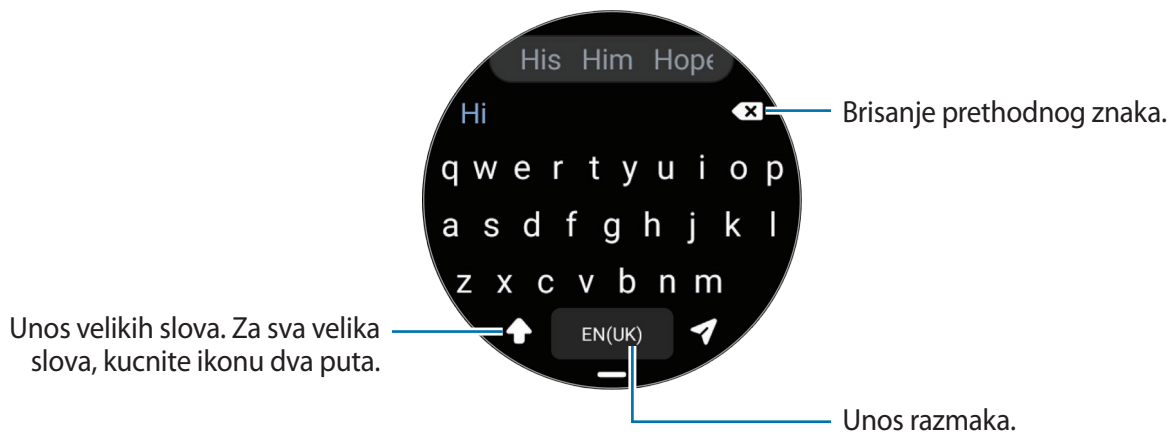 His Him Hope
Hi
Brisanje prethodnog znaka.
q w e r t y u i o p
a s d f g h j k l
z x c v b n m
Unos velikih slova. Za sva velika
slova, kucnite ikonu dva puta.
EN(UK)
Unos razmaka.